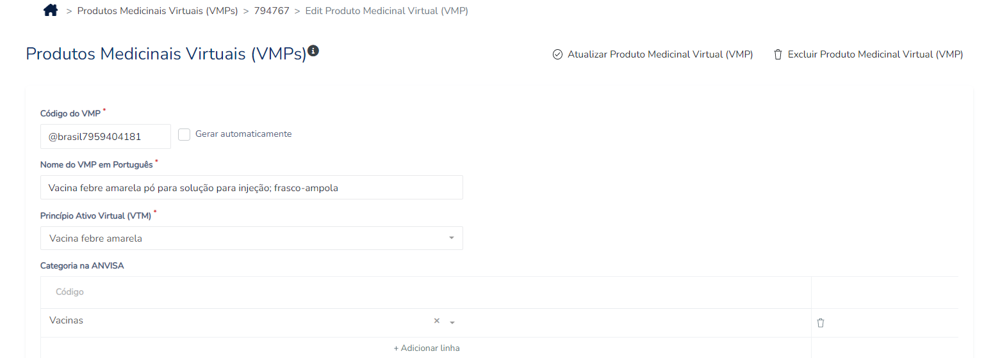 > Produtos Medicinais Virtuais (VMPs) > 794767 > Edit Produto Medicinal Virtual (VMP)
Produtos Medicinais Virtuais (VMPs)
Atualizar Produto Medicinal Virtual (VMP) Excluir Produto Medicinal Virtual (VMP)
Código do VMP *
@brasil7959404181 Gerar automaticamente
Nome do VMP em Português *
Vacina febre amarela pó para solução para injeção; frasco-ampola
Princípio Ativo Virtual (VTM) *
Vacina febre amarela
Categoria na ANVISA
Código
Vacinas ×
+ Adicionar linha